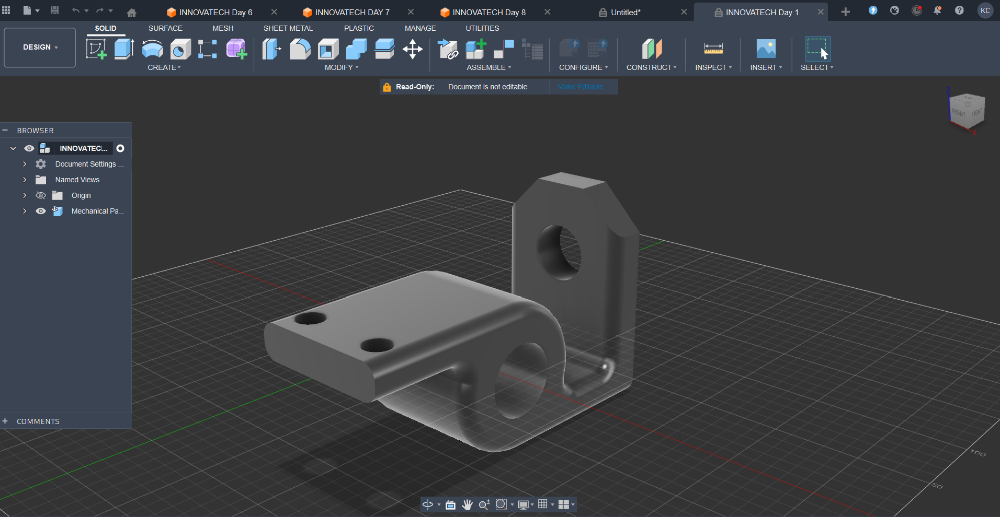 INNOVATECH Day 6
INNOVATECH DAY 7
INNOVATECH Day 8
Untitled*
INNOVATECH Day 1
KC
DESIGN
SOLID
SURFACE
MESH
SHEET METAL
PLASTIC
MANAGE
UTILITIES
CREATE
MODIFY
ASSEMBLE
CONFIGURE
CONSTRUCT
INSPECT
INSERT
SELECT
Read-Only: Document is not editable Make Editable
Z
FRONT
RIGHT
X
BROWSER
INNOVATECH...
Document Settings ...
Named Views
Origin
Mechanical Pa...
COMMENTS
100
50